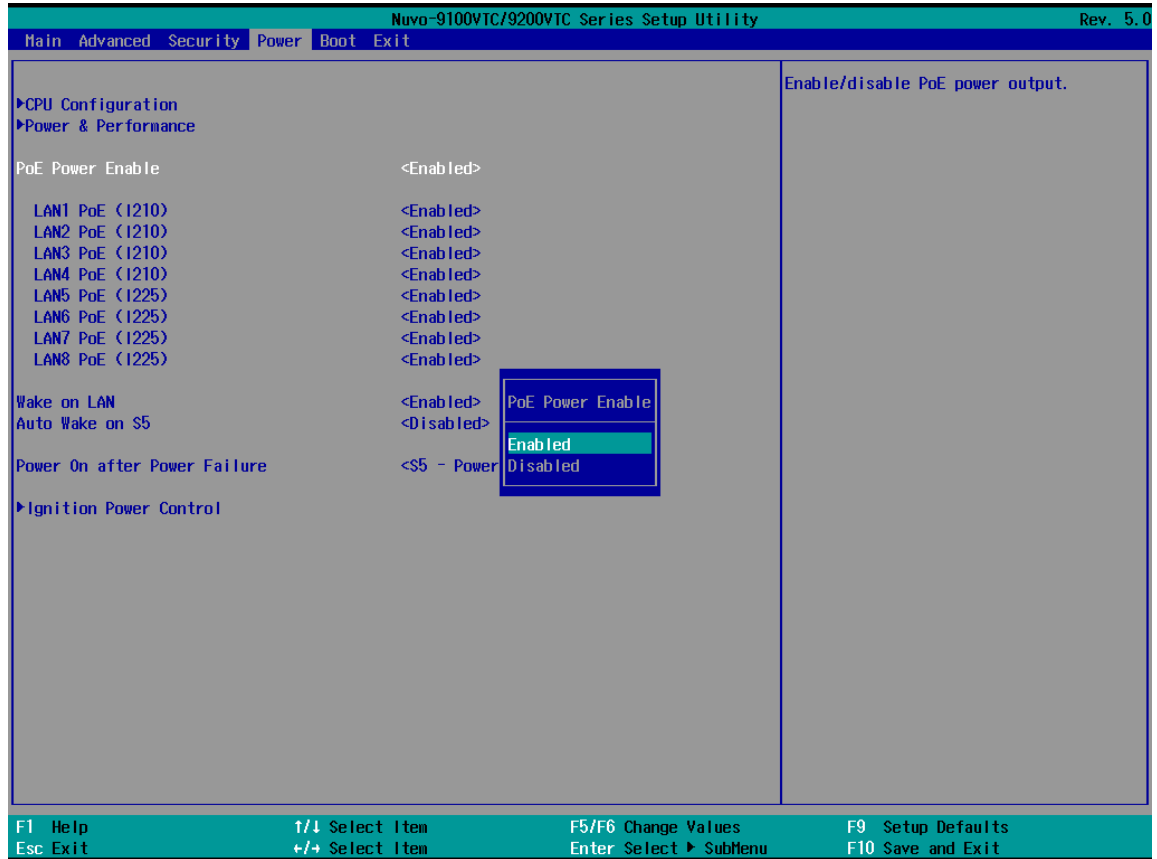 Nuvo-9100VTC/9200VTC Series Setup Utility Rev. 5.0
Main Advanced Security Power Boot Exit
Enable/disable PoE power output.
▶CPU Configuration
▶Power & Performance
PoE Power Enable <Enabled>
LAN1 PoE (I210) <Enabled>
LAN2 PoE (I210) <Enabled>
LAN3 PoE (I210) <Enabled>
LAN4 PoE (I210) <Enabled>
LAN5 PoE (I225) <Enabled>
LAN6 PoE (I225) <Enabled>
LAN7 PoE (I225) <Enabled>
LAN8 PoE (I225) <Enabled>
Wake on LAN <Enabled>
Auto Wake on S5 <Disabled>
Power On after Power Failure <S5 - Power
▶Ignition Power Control
PoE Power Enable
Enabled
Disabled
F1 Help ↑/↓ Select Item F5/F6 Change Values F9 Setup Defaults
Esc Exit ←/→ Select Item Enter Select ▶ SubMenu F10 Save and Exit